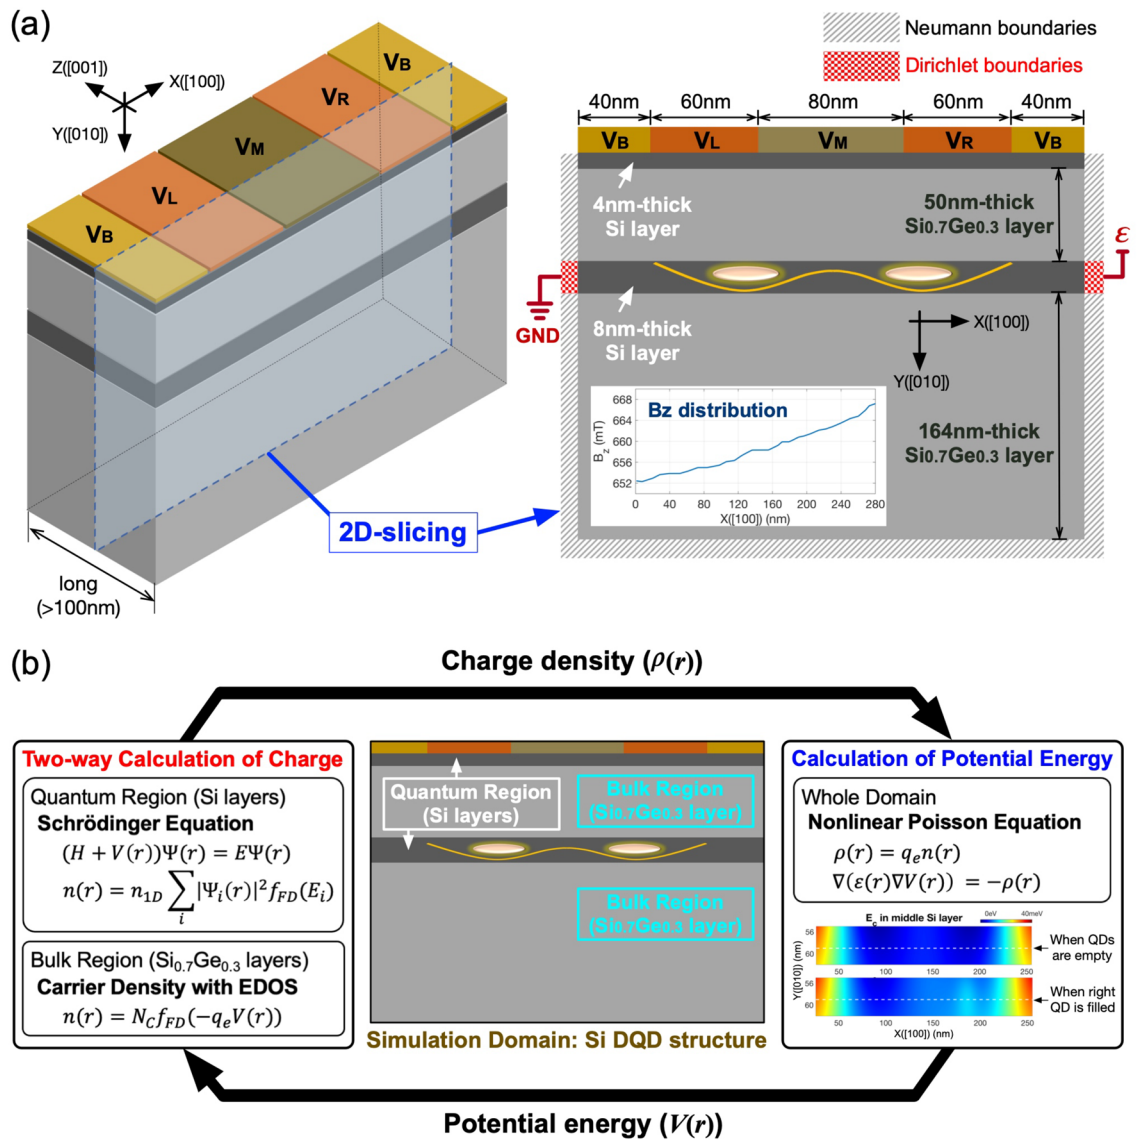 (a)
Z([001])
X([100])
Y([010])
VB
VR
VM
VL
VB
long
(>100nm)
2D-slicing
Neumann boundaries
Dirichlet boundaries
40nm 60nm 80nm 60nm 40nm
VB VL VM VR VB
4nm-thick
Si layer
50nm-thick
Si0.7Ge0.3 layer
ε
GND
8nm-thick
Si layer
X([100])
Y([010])
164nm-thick
Si0.7Ge0.3 layer
Bz distribution
Bz (mT)
668
664
660
656
652
0 40 80 120 160 200 240 280
X([100]) (nm)
(b)
Charge density (ρ(r))
Two-way Calculation of Charge
Quantum Region (Si layers)
Schrödinger Equation
(H + V(r))Ψ(r) = EΨ(r)
n(r) = n1D ∑i |Ψi(r)|² fFD(Ei)
Bulk Region (Si0.7Ge0.3 layers)
Carrier Density with EDOS
n(r) = NC fFD(−qeV(r))
Quantum Region
(Si layers)
Bulk Region
(Si0.7Ge0.3 layer)
Bulk Region
(Si0.7Ge0.3 layer)
Simulation Domain: Si DQD structure
Calculation of Potential Energy
Whole Domain
Nonlinear Poisson Equation
ρ(r) = qen(r)
∇(ε(r)∇V(r)) = −ρ(r)
Ec in middle Si layer
0eV 40meV
Y([010]) (nm)
56
60
50 100 150 200 250
When QDs
are empty
56
60
50 100 150 200 250
When right
QD is filled
X([100]) (nm)
Potential energy (V(r))